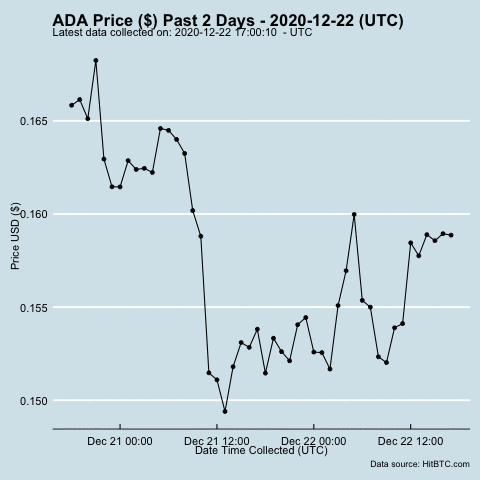 ADA Price ($) Past 2 Days - 2020-12-22 (UTC)
Latest data collected on: 2020-12-22 17:00:10 - UTC
0.165
0.160
0.155
0.150
Price USD ($)
Dec 21 00:00 Dec 21 12:00 Dec 22 00:00 Dec 22 12:00
Date Time Collected (UTC)
Data source: HitBTC.com